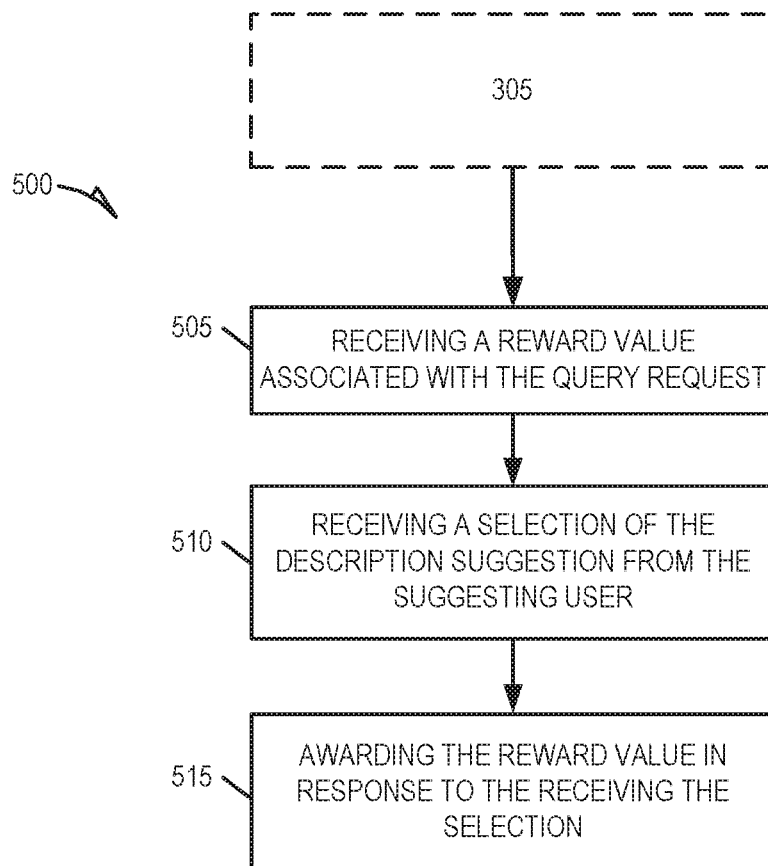 305
500
505
RECEIVING A REWARD VALUE
ASSOCIATED WITH THE QUERY REQUEST
510
RECEIVING A SELECTION OF THE
DESCRIPTION SUGGESTION FROM THE
SUGGESTING USER
515
AWARDING THE REWARD VALUE IN
RESPONSE TO THE RECEIVING THE
SELECTION